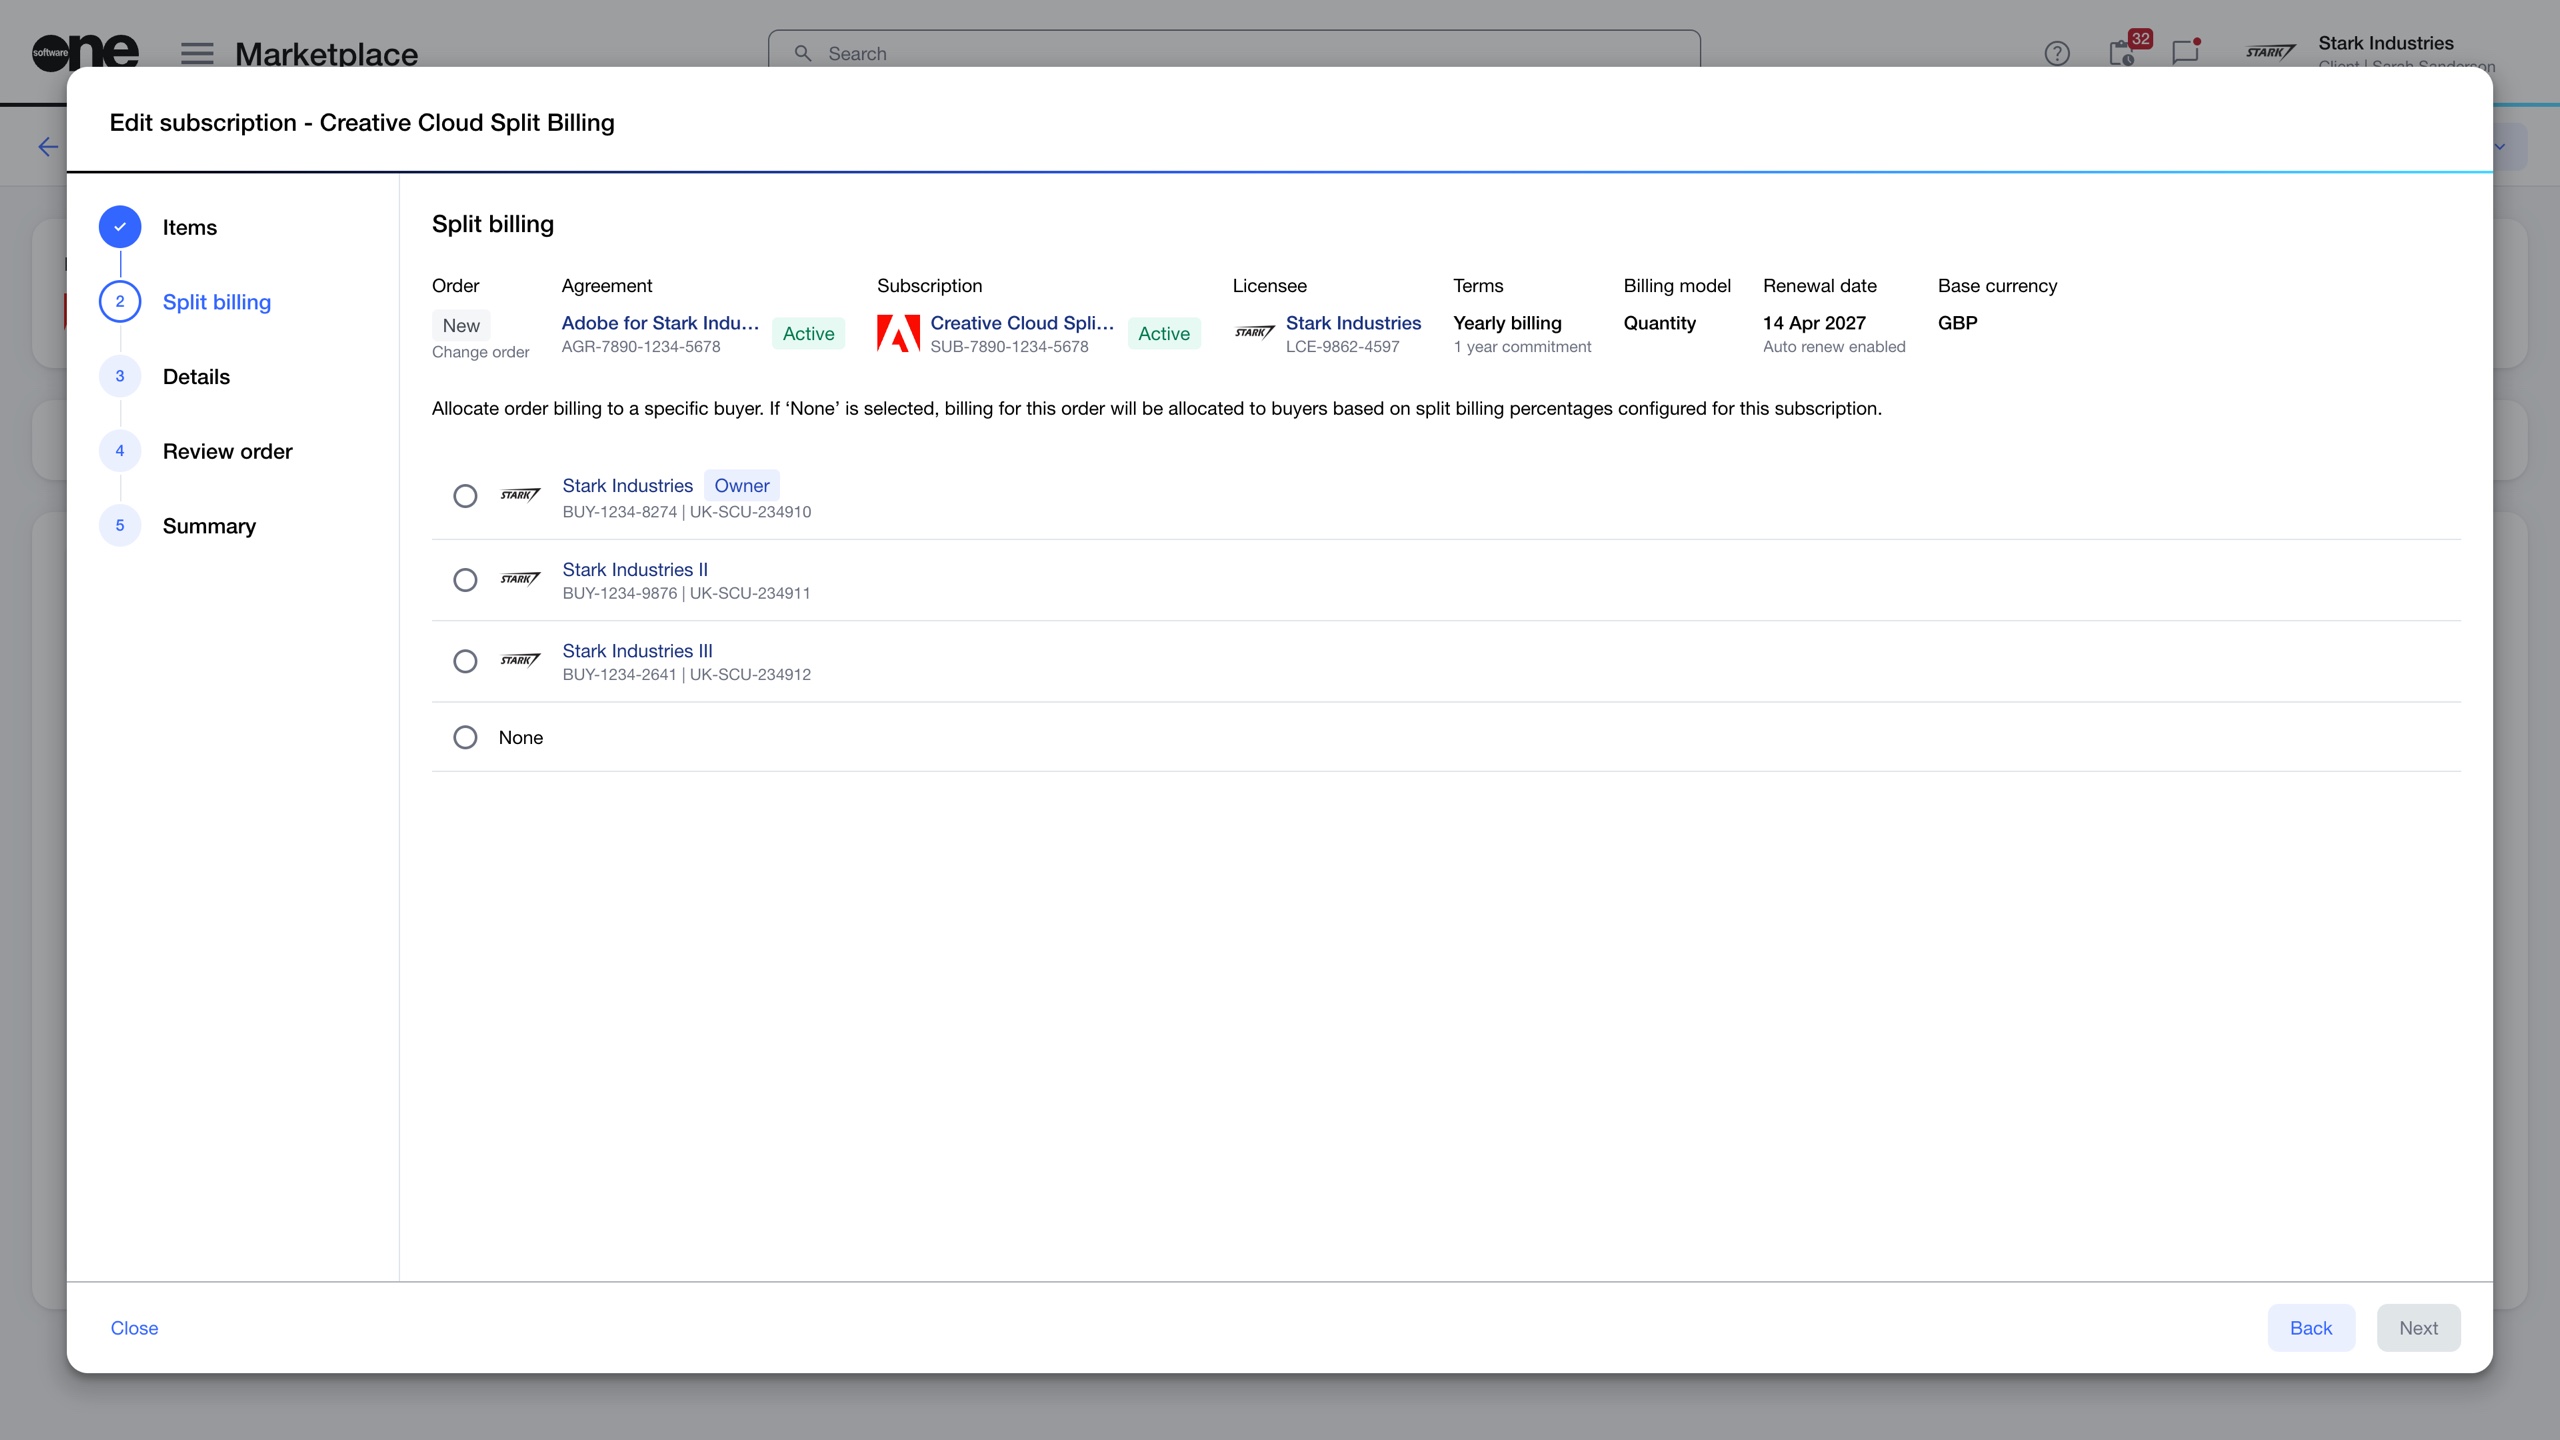 software one
Marketplace
Search
32
STARK
Stark Industries
Client | Sarah Sanderson
Edit subscription - Creative Cloud Split Billing
Items
2
Split billing
3
Details
4
Review order
5
Summary
Split billing
Order
New
Change order
Agreement
Adobe for Stark Indu...
AGR-7890-1234-5678
Active
Subscription
Creative Cloud Spli...
SUB-7890-1234-5678
Active
Licensee
STARK
Stark Industries
LCE-9862-4597
Terms
Yearly billing
1 year commitment
Billing model
Quantity
Renewal date
14 Apr 2027
Auto renew enabled
Base currency
GBP
Allocate order billing to a specific buyer. If ‘None’ is selected, billing for this order will be allocated to buyers based on split billing percentages configured for this subscription.
STARK
Stark Industries Owner
BUY-1234-8274 | UK-SCU-234910
STARK
Stark Industries II
BUY-1234-9876 | UK-SCU-234911
STARK
Stark Industries III
BUY-1234-2641 | UK-SCU-234912
None
Close
Back
Next